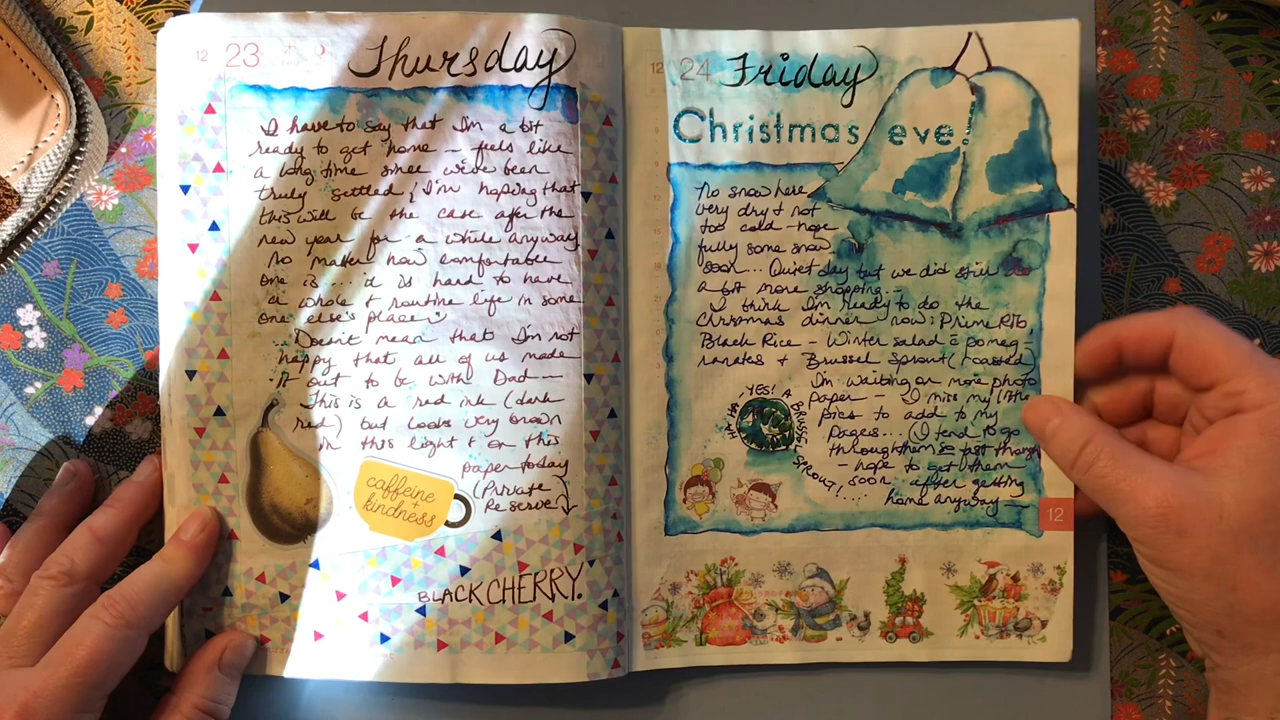 12 23
Thursday
I have to say that I'm a bit
ready to get home — feels like
a long time since we've been
truly settled & I'm hoping that
this will be the case after the
new year for a while anyway
No matter how comfortable
one is ... it is hard to have
a whole & routine life in some
one else's place
... Doesn't mean that I'm not
happy that all of us made
it out to be with Dad —
This is a red ink (dark
red) but looks very brown
in this light & on this
paper today
(Private
Reserve)
caffeine
+
kindness
BLACK CHERRY.
12 24
Friday
Christmas eve!
No snow here
very dry & not
too cold - hope
fully some snow
soon... Quiet day but we did still do
a bit more shopping...
I think I'm ready to do the
Chrismas dinner now: Prime Rib
Black Rice - Winter salad c pomeg-
ranates & Brussel Sprout (roasted)
I'm waiting on more photo
paper - I miss my little
pics to add to my
pages... (I tend to go
through them so fast though
- hope to get them
soon after getting
home anyway —
HA HA - YES! A BRUSSEL SPROUT!...
12